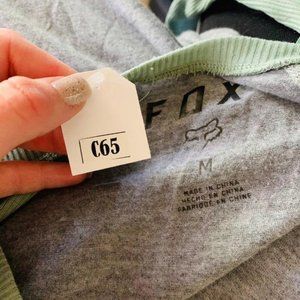 C65
FOX
M
MADE IN CHINA
HECHO EN CHINA
FABRIQUÉ EN CHINE